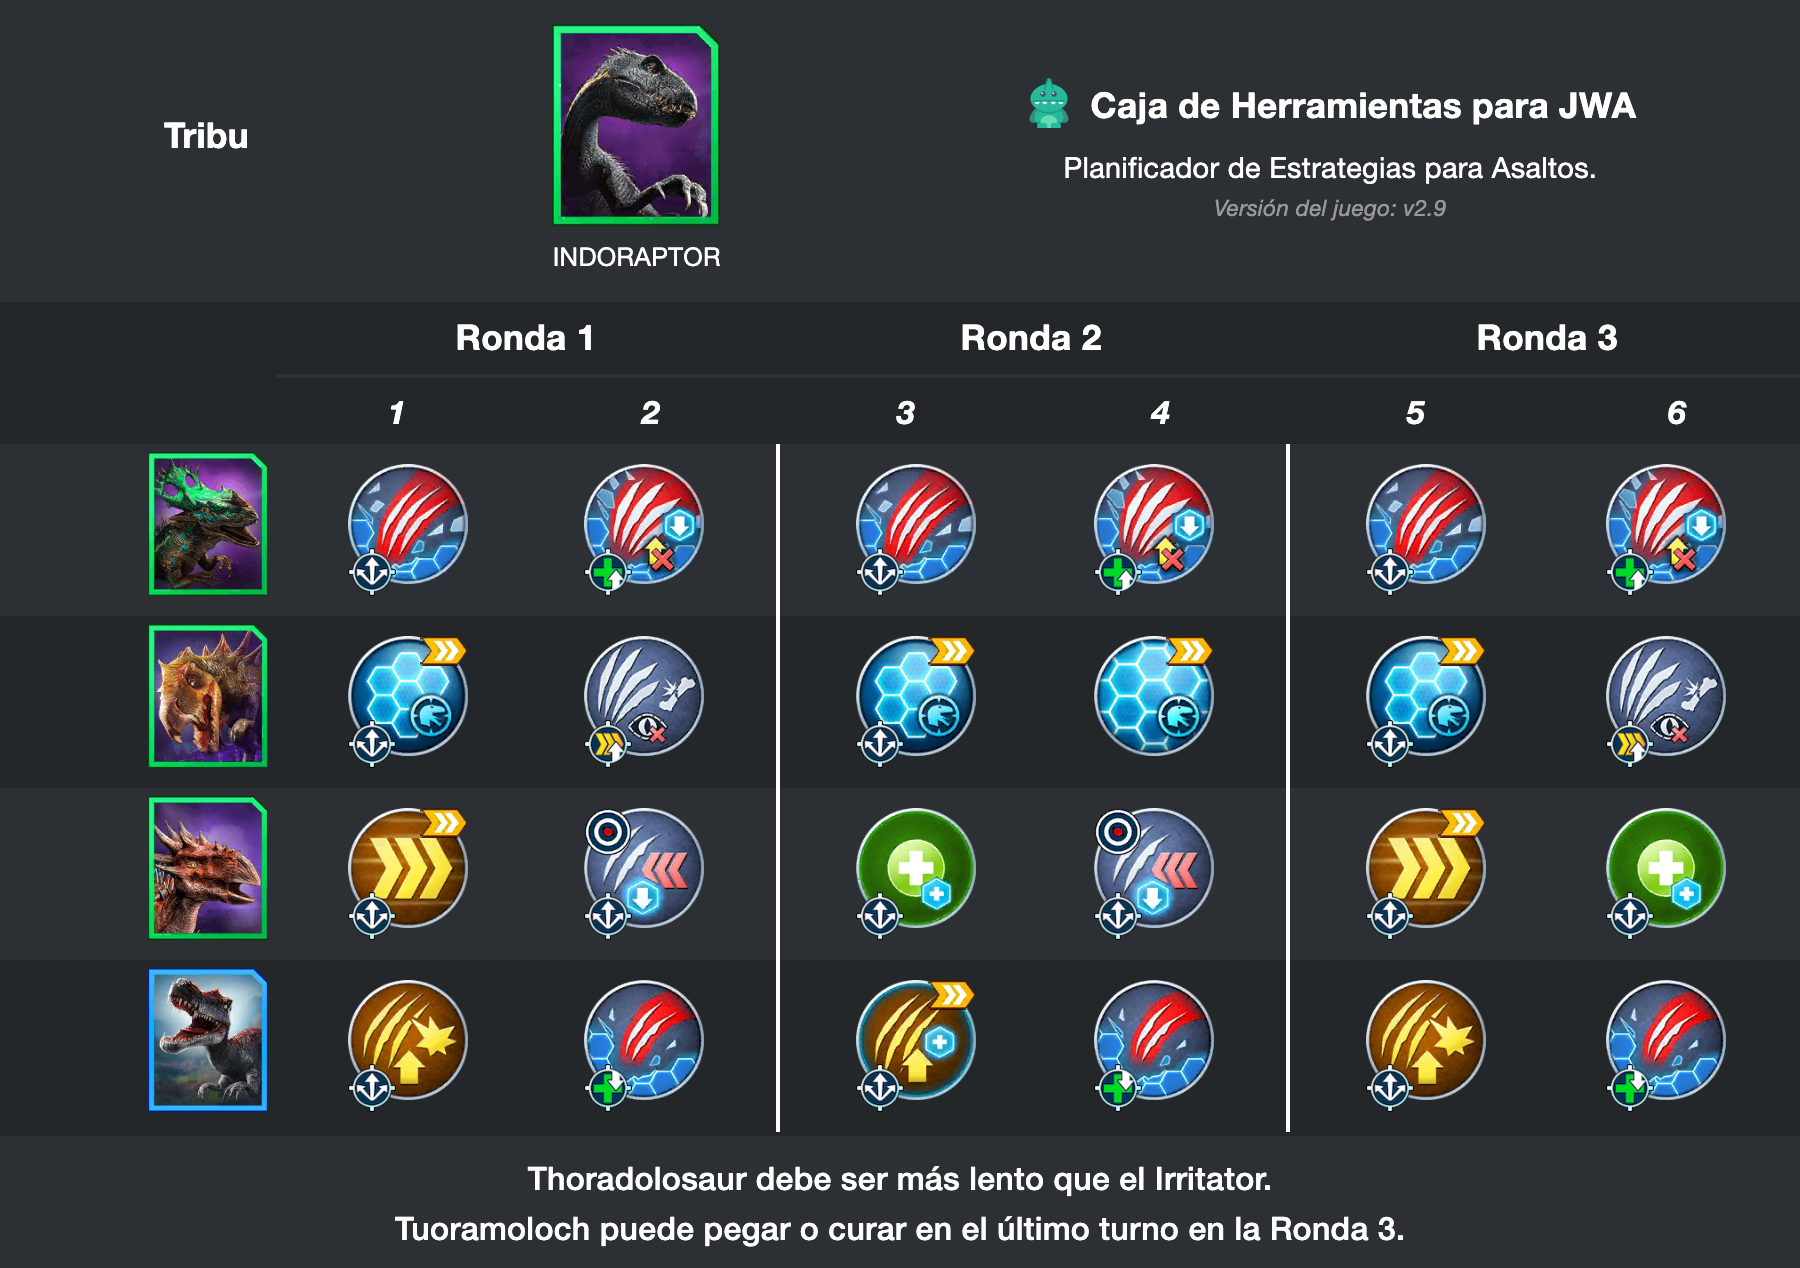 Tribu
INDORAPTOR
Caja de Herramientas para JWA
Planificador de Estrategias para Asaltos.
Versión del juego: v2.9
Ronda 1 Ronda 2 Ronda 3
1 2 3 4 5 6
Thoradolosaur debe ser más lento que el Irritator.
Tuoramoloch puede pegar o curar en el último turno en la Ronda 3.